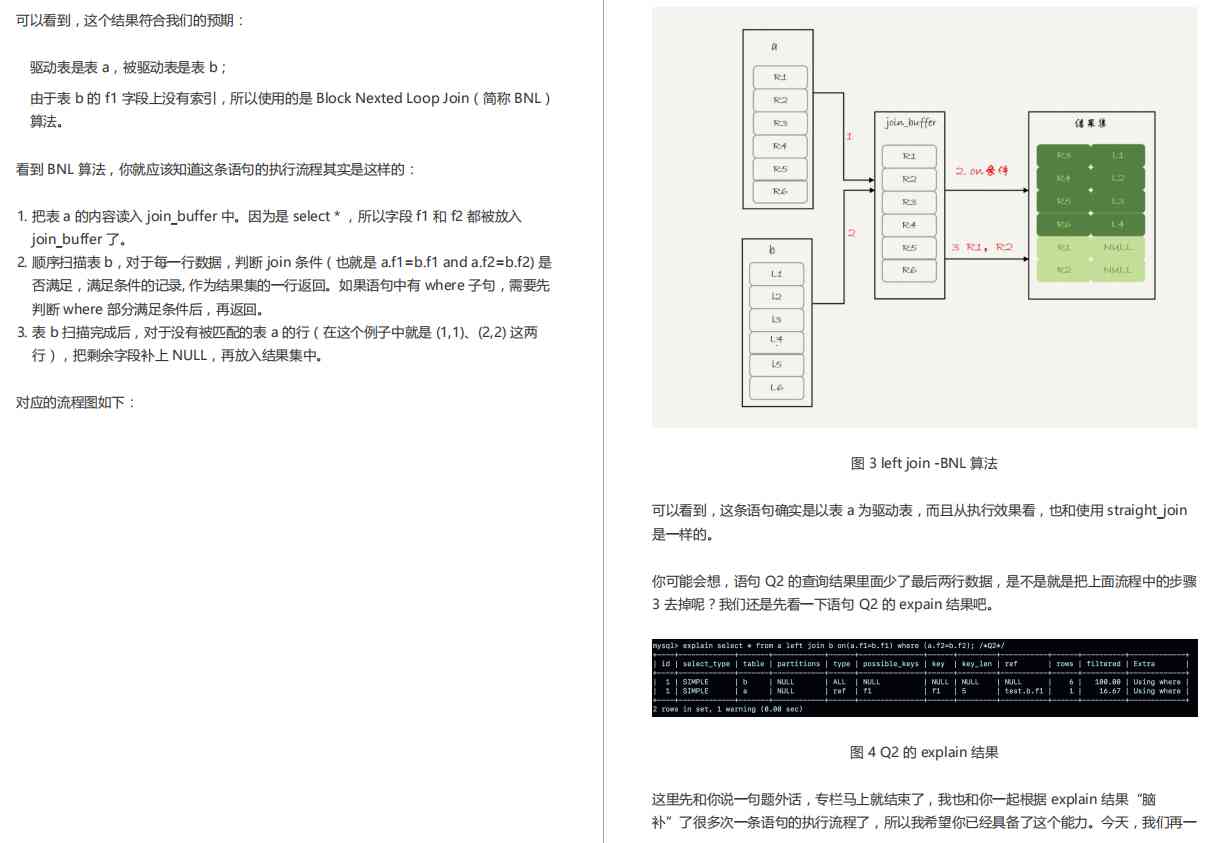 可以看到，这个结果符合我们的预期：
驱动表是表 a，被驱动表是表 b；
由于表 b 的 f1 字段上没有索引，所以使用的是 Block Nexted Loop Join（简称 BNL）
算法。
看到 BNL 算法，你就应该知道这条语句的执行流程其实是这样的：
1. 把表 a 的内容读入 join_buffer 中。因为是 select * ，所以字段 f1 和 f2 都被放入
join_buffer 了。
2. 顺序扫描表 b，对于每一行数据，判断 join 条件（也就是 a.f1=b.f1 and a.f2=b.f2) 是
否满足，满足条件的记录, 作为结果集的一行返回。如果语句中有 where 子句，需要先
判断 where 部分满足条件后，再返回。
3. 表 b 扫描完成后，对于没有被匹配的表 a 的行（在这个例子中就是 (1,1)、(2,2) 这两
行），把剩余字段补上 NULL，再放入结果集中。
对应的流程图如下：
a
R1
R2
R3
R4
R5
R6
b
L1
L2
L3
L4
L5
L6
1
2
join_buffer
R1
R2
R3
R4
R5
R6
2. on条件
3 R1，R2
结果集
R3 L1
R4 L2
R5 L3
R6 L4
R1 NULL
R2 NULL
图 3 left join -BNL 算法
可以看到，这条语句确实是以表 a 为驱动表，而且从执行效果看，也和使用 straight_join
是一样的。
你可能会想，语句 Q2 的查询结果里面少了最后两行数据，是不是就是把上面流程中的步骤
3 去掉呢？我们还是先看一下语句 Q2 的 expain 结果吧。
mysql> explain select * from a left join b on(a.f1=b.f1) where (a.f2=b.f2); /*Q2*/
| id | select_type | table | partitions | type | possible_keys | key | key_len | ref | rows | filtered | Extra |
| 1 | SIMPLE | b | NULL | ALL | NULL | NULL | NULL | NULL | 6 | 100.00 | Using where |
| 1 | SIMPLE | a | NULL | ref | f1 | f1 | 5 | test.b.f1 | 1 | 16.67 | Using where |
2 rows in set, 1 warning (0.00 sec)
图 4 Q2 的 explain 结果
这里先和你说一句题外话，专栏马上就结束了，我也和你一起根据 explain 结果“脑
补”了很多次一条语句的执行流程了，所以我希望你已经具备了这个能力。今天，我们再一